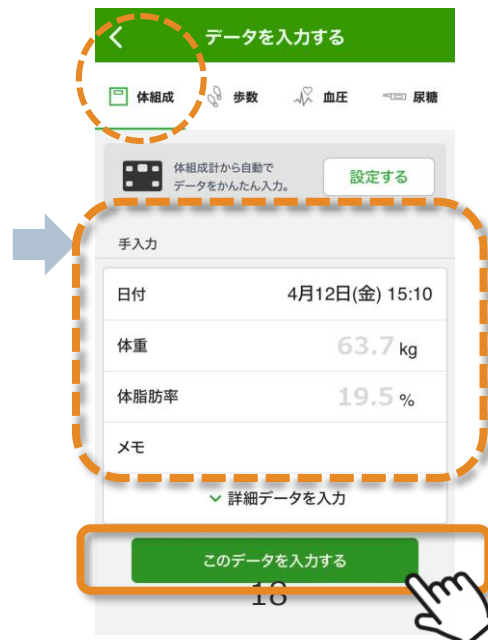 データを入力する
体組成 歩数 血圧 尿糖
体組成計から自動で
データをかんたん入力。
設定する
手入力
日付 4月12日(金) 15:10
体重 63.7 kg
体脂肪率 19.5 %
メモ
詳細データを入力
このデータを入力する
18